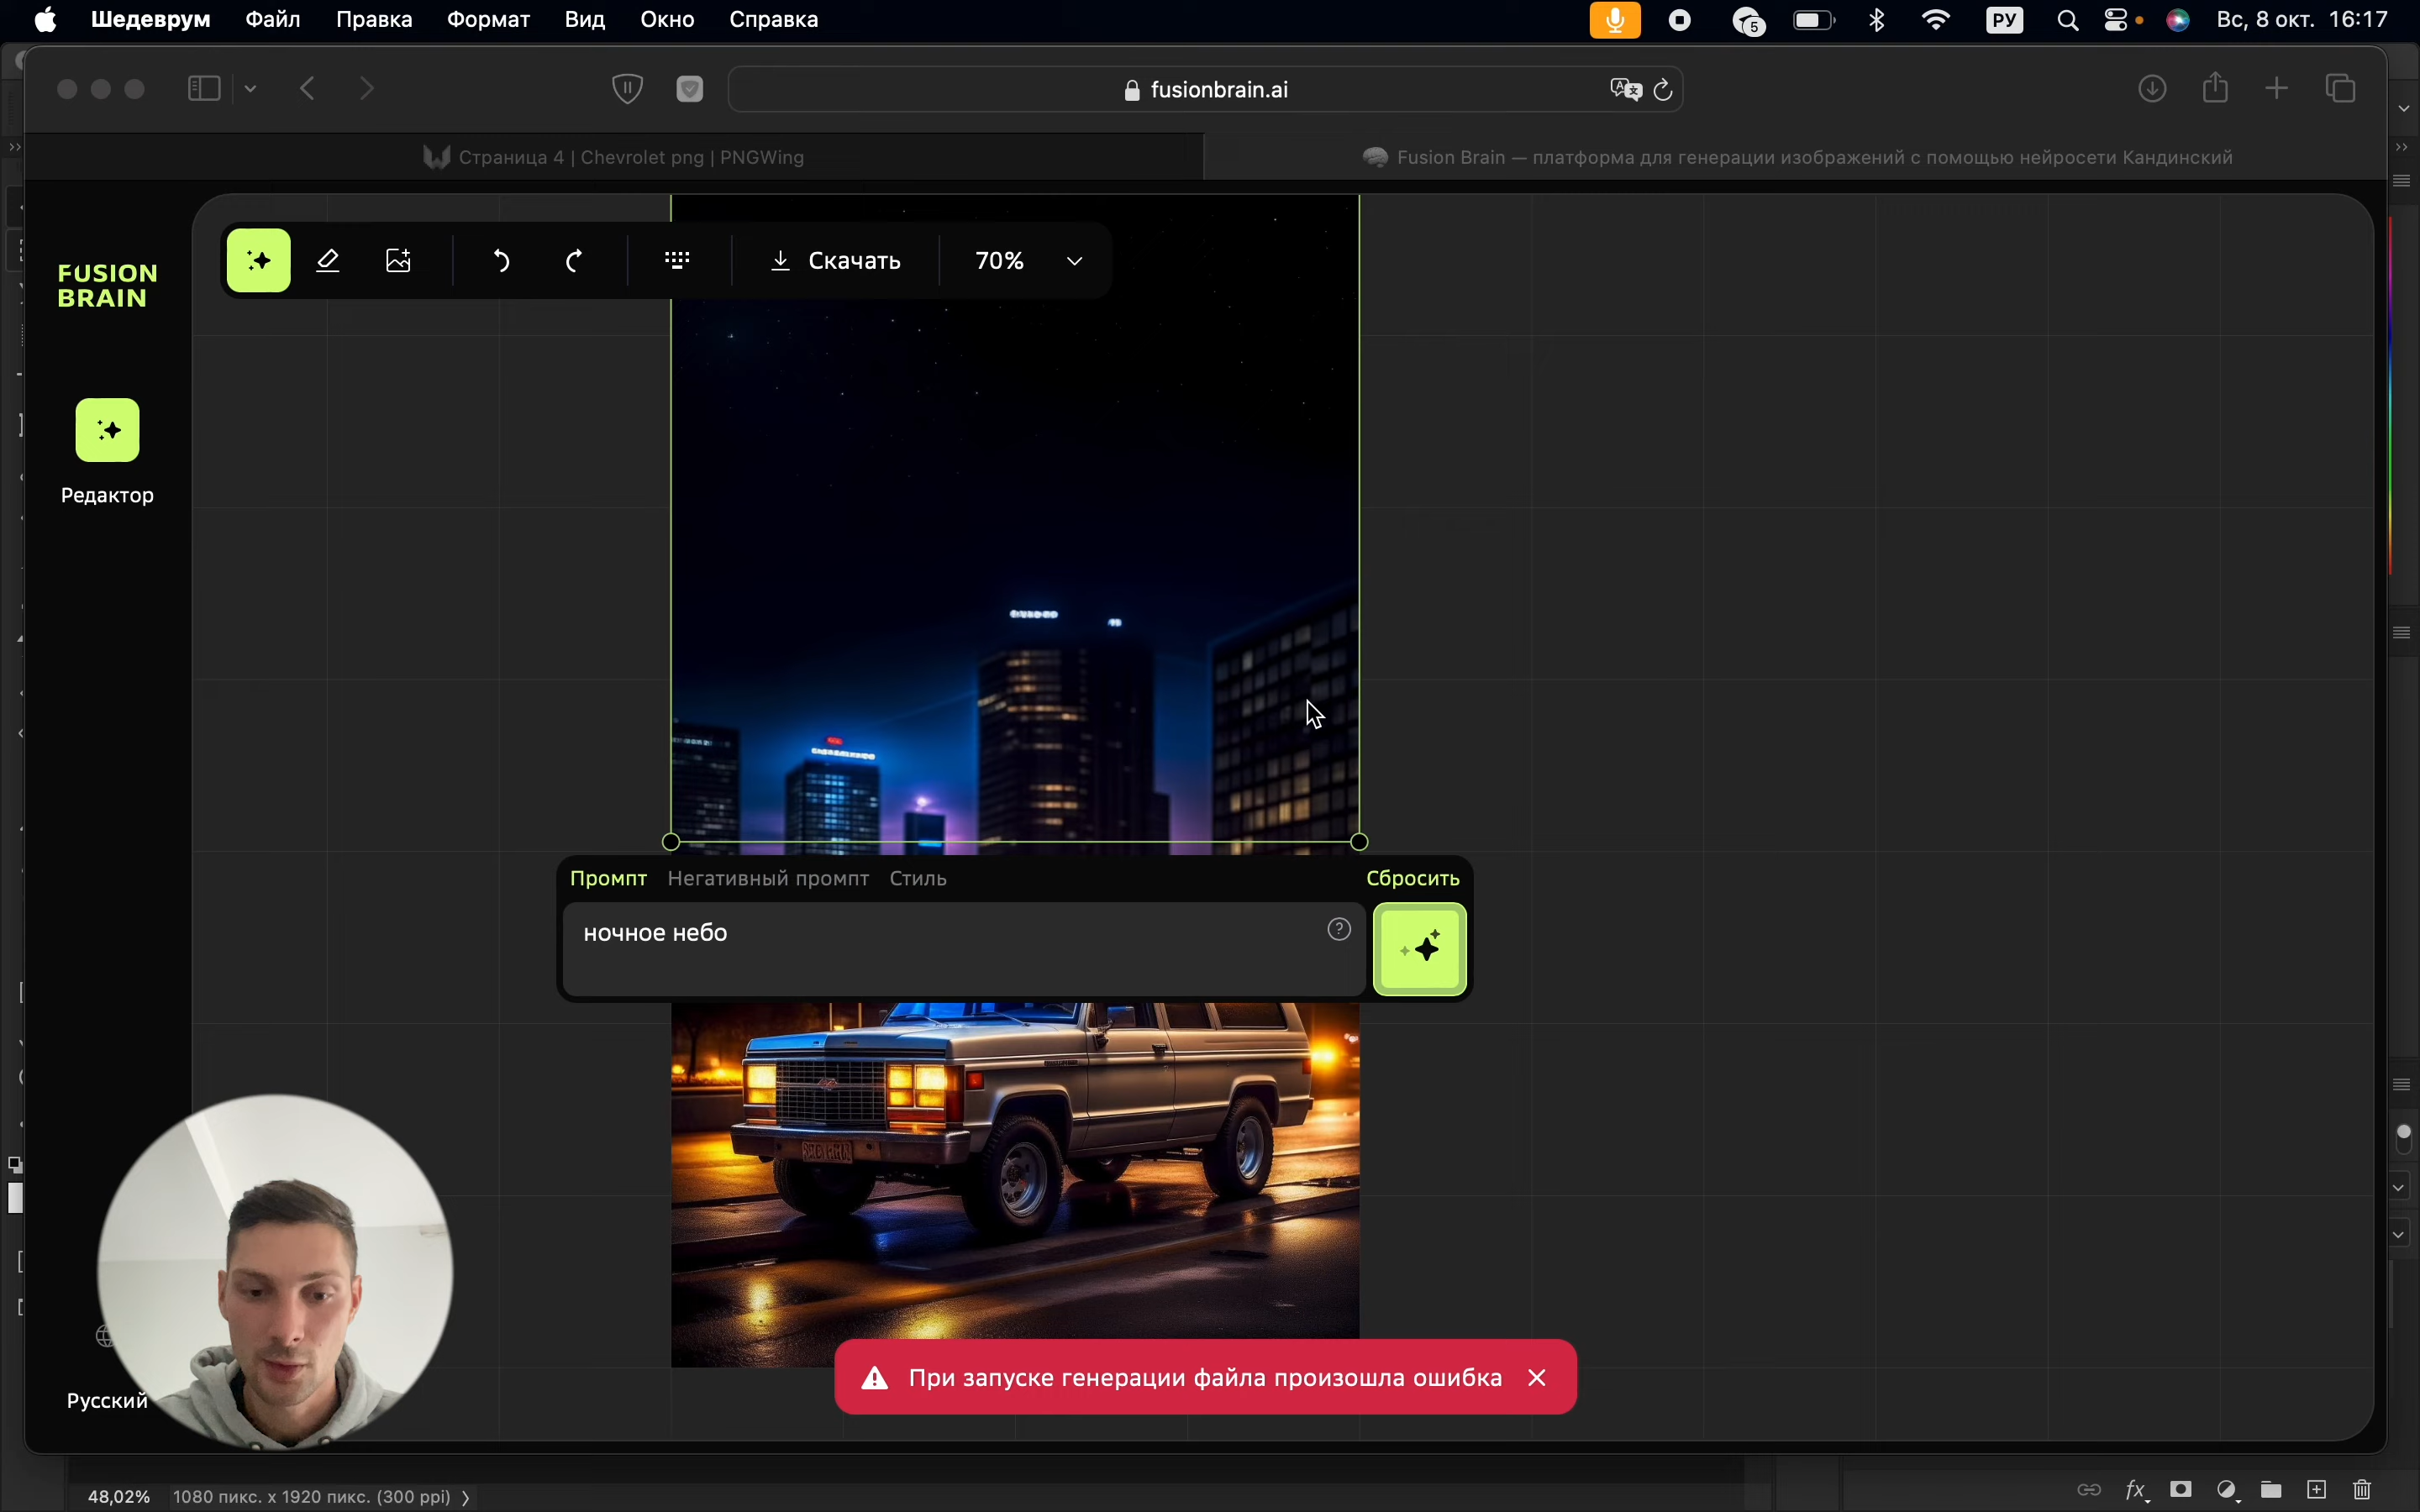 Шедеврум Файл Правка Формат Вид Окно Справка 5 РУ Вс, 8 окт. 16:17
fusionbrain.ai
Страница 4 | Chevrolet png | PNGWing Fusion Brain — платформа для генерации изображений с помощью нейросети Кандинский
FUSION
BRAIN
Скачать 70%
Редактор
Промпт Негативный промпт Стиль Сбросить
ночное небо
При запуске генерации файла произошла ошибка
Русский
48,02% 1080 пикс. x 1920 пикс. (300 ppi)
fx